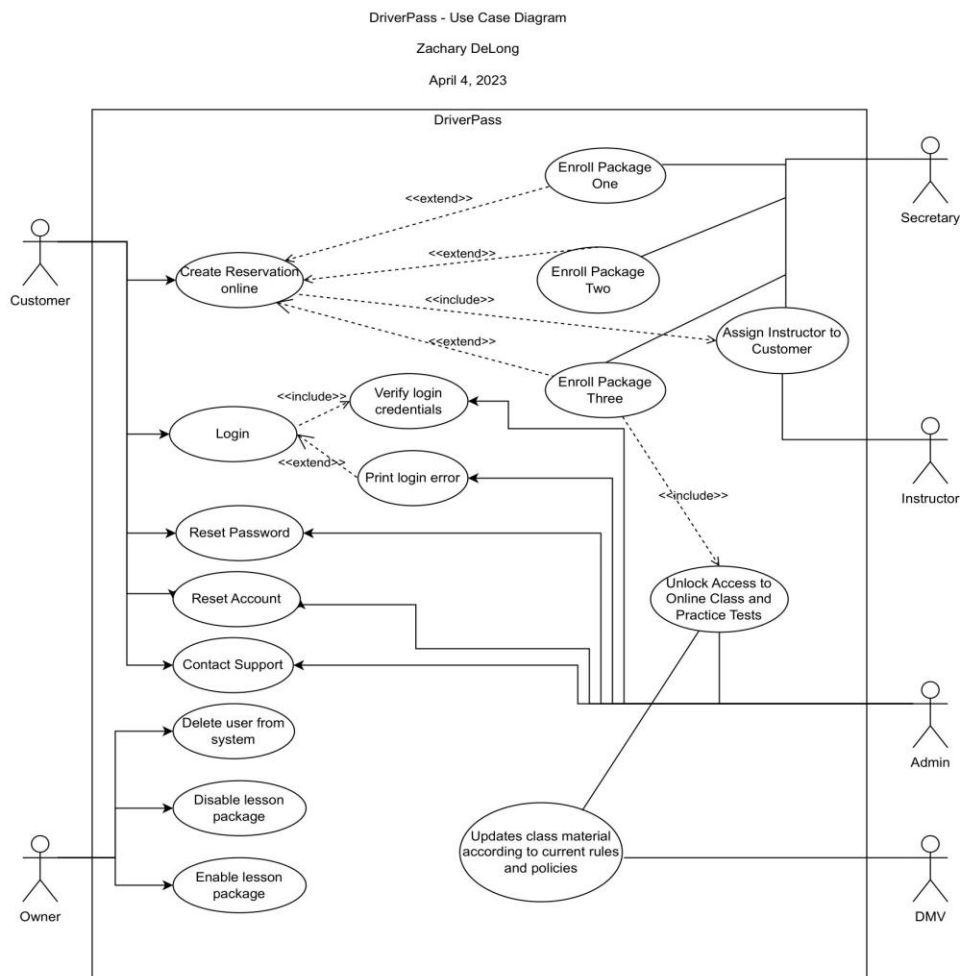 DriverPass - Use Case Diagram
Zachary DeLong
April 4, 2023
DriverPass
Enroll Package
One
Secretary
<<extend>>
Customer
Create Reservation
online
<<extend>>
Enroll Package
Two
<<include>>
Assign Instructor to
Customer
<<extend>>
Enroll Package
Three
<<include>>
Verify login
credentials
Login
<<extend>>
Print login error
Instructor
<<include>>
Reset Password
Unlock Access to
Online Class and
Practice Tests
Reset Account
Contact Support
Delete user from
system
Admin
Disable lesson
package
Updates class material
according to current rules
and policies
Enable lesson
package
Owner
DMV